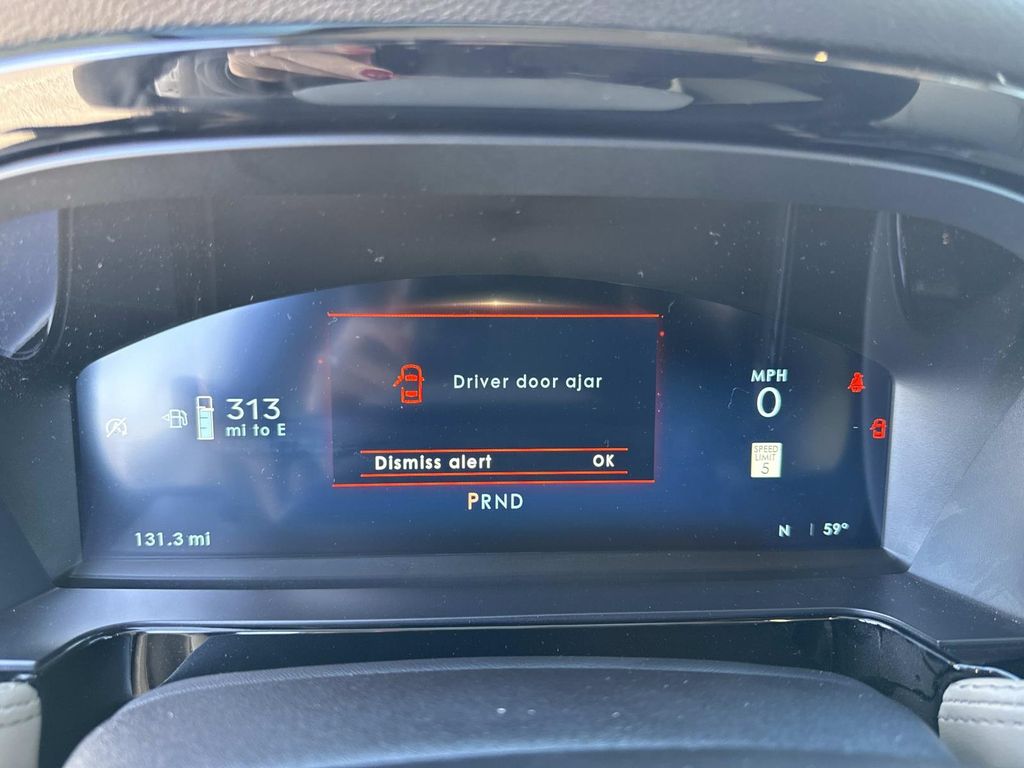 Driver door ajar
Dismiss alert OK
313
mi to E
MPH
0
SPEED
LIMIT
5
PRND
131.3 mi
N 59°